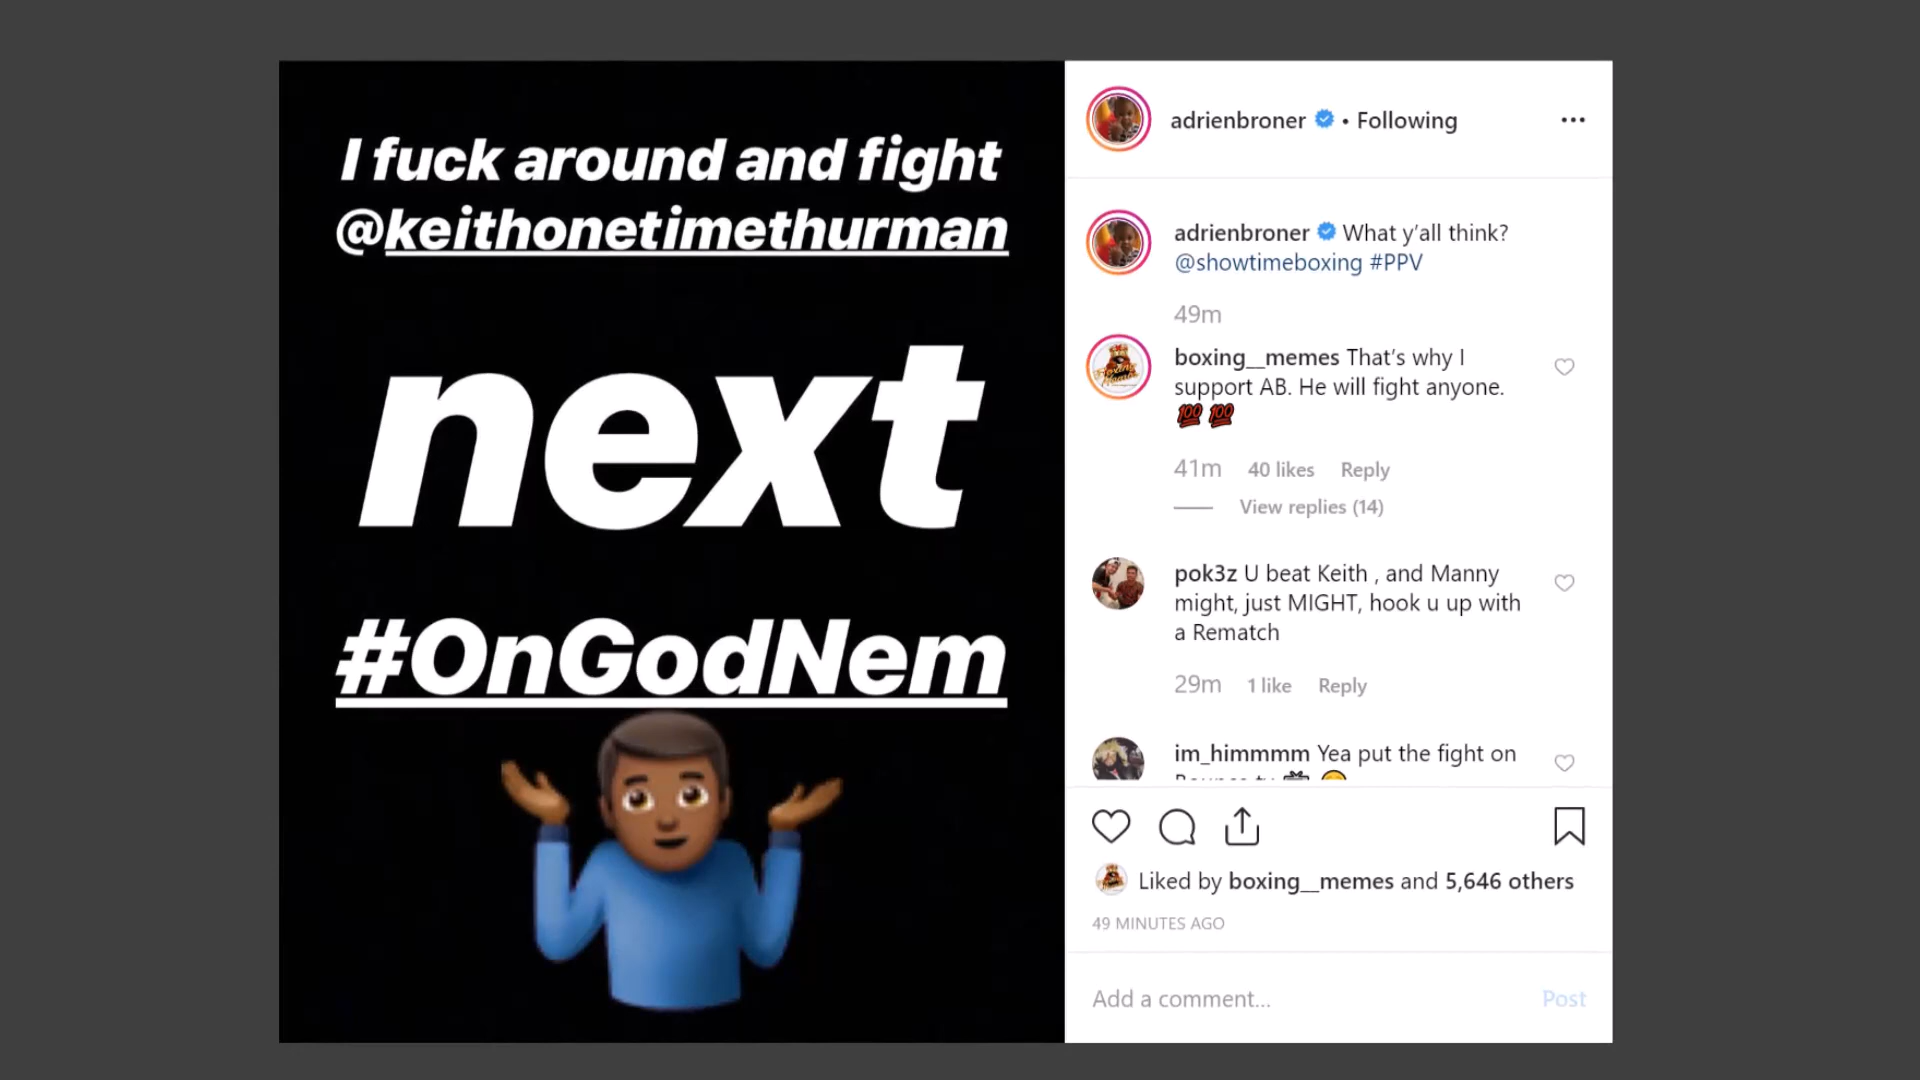 I fuck around and fight
@keithonetimethurman
next
#OnGodNem
adrienbroner • Following
adrienbroner What y'all think?
@showtimeboxing #PPV
49m
boxing__memes That's why I
support AB. He will fight anyone.
💯 💯
41m 40 likes Reply
View replies (14)
pok3z U beat Keith , and Manny
might, just MIGHT, hook u up with
a Rematch
29m 1 like Reply
im_himmmm Yea put the fight on
Liked by boxing__memes and 5,646 others
49 MINUTES AGO
Add a comment... Post